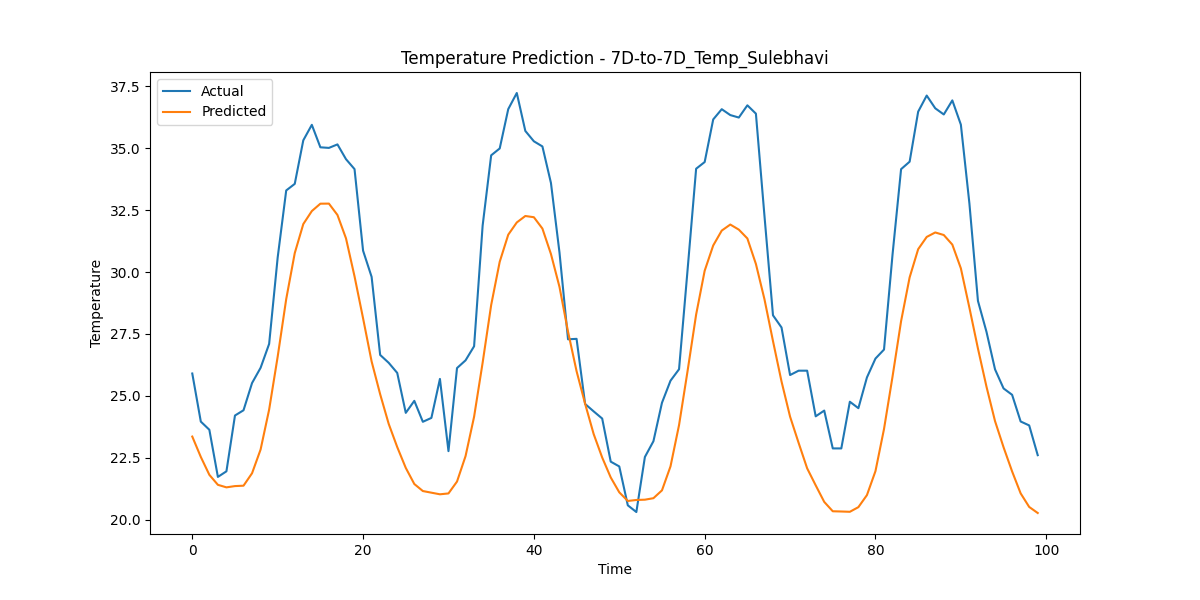 Temperature Prediction - 7D-to-7D_Temp_Sulebhavi
Actual
Predicted
Temperature
37.5
35.0
32.5
30.0
27.5
25.0
22.5
20.0
0 20 40 60 80 100
Time